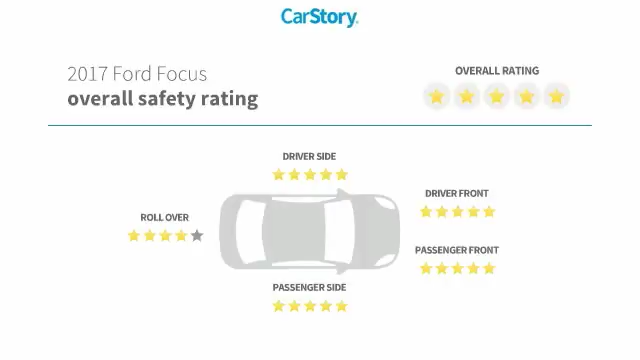 CarStory
2017 Ford Focus
overall safety rating
OVERALL RATING
DRIVER SIDE
DRIVER FRONT
ROLL OVER
PASSENGER FRONT
PASSENGER SIDE